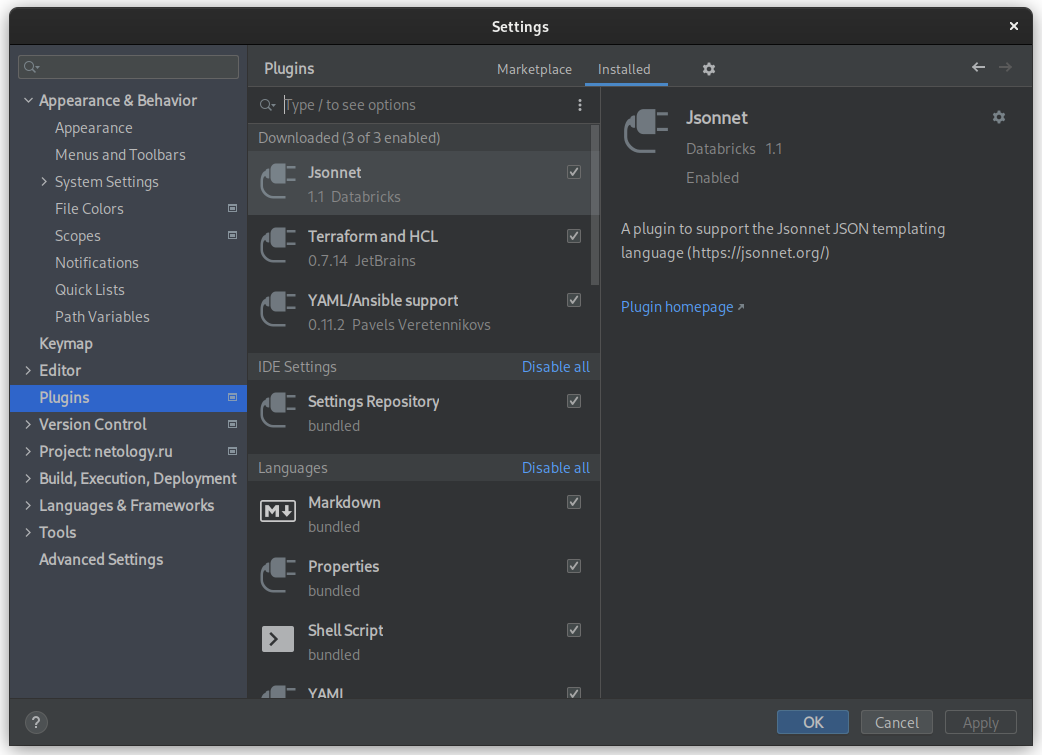 Settings
Appearance & Behavior
Appearance
Menus and Toolbars
System Settings
File Colors
Scopes
Notifications
Quick Lists
Path Variables
Keymap
Editor
Plugins
Version Control
Project: netology.ru
Build, Execution, Deployment
Languages & Frameworks
Tools
Advanced Settings
Plugins
Marketplace
Installed
Type / to see options
Downloaded (3 of 3 enabled)
Jsonnet
1.1 Databricks
Terraform and HCL
0.7.14 JetBrains
YAML/Ansible support
0.11.2 Pavels Veretennikovs
IDE Settings
Disable all
Settings Repository
bundled
Languages
Disable all
M
Markdown
bundled
Properties
bundled
Shell Script
bundled
YAML
Jsonnet
Databricks 1.1
Enabled
A plugin to support the Jsonnet JSON templating
language (https://jsonnet.org/)
Plugin homepage ↗
?
OK
Cancel
Apply